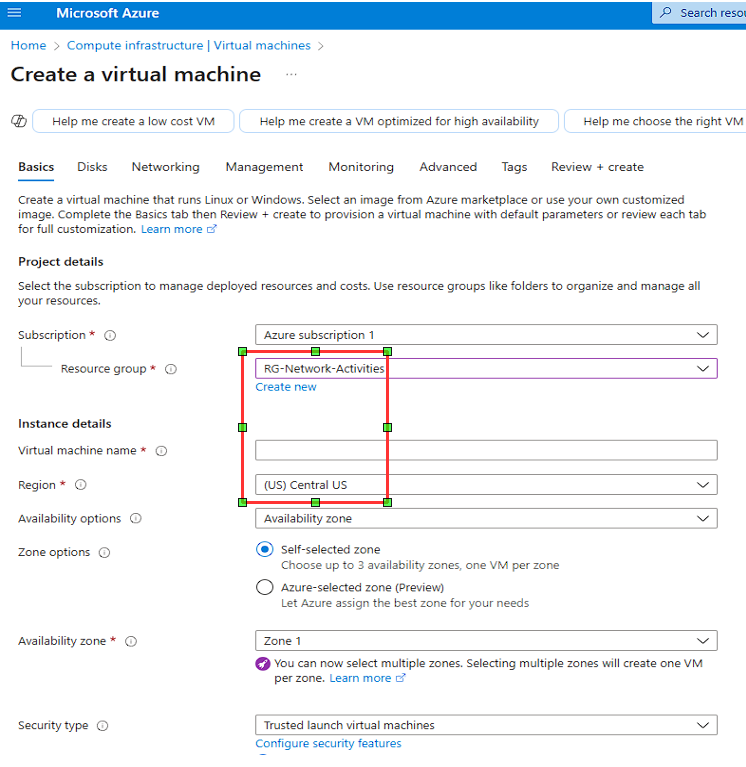 Microsoft Azure
Search resou
Home > Compute infrastructure | Virtual machines >
Create a virtual machine ...
Help me create a low cost VM
Help me create a VM optimized for high availability
Help me choose the right VM
Basics Disks Networking Management Monitoring Advanced Tags Review + create
Create a virtual machine that runs Linux or Windows. Select an image from Azure marketplace or use your own customized
image. Complete the Basics tab then Review + create to provision a virtual machine with default parameters or review each tab
for full customization. Learn more
Project details
Select the subscription to manage deployed resources and costs. Use resource groups like folders to organize and manage all
your resources.
Subscription *
Azure subscription 1
Resource group *
RG-Network-Activities
Create new
Instance details
Virtual machine name *
Region *
(US) Central US
Availability options
Availability zone
Zone options
Self-selected zone
Choose up to 3 availability zones, one VM per zone
Azure-selected zone (Preview)
Let Azure assign the best zone for your needs
Availability zone *
Zone 1
You can now select multiple zones. Selecting multiple zones will create one VM
per zone. Learn more
Security type
Trusted launch virtual machines
Configure security features